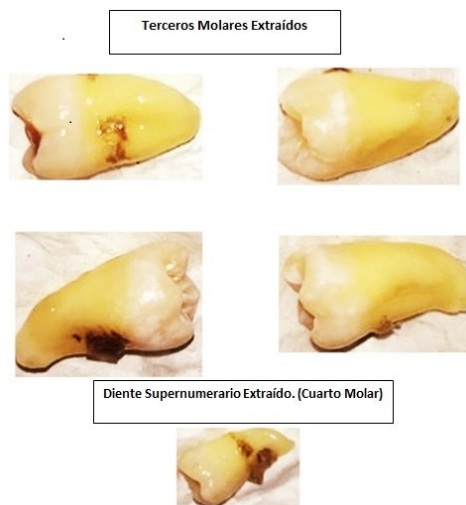 Terceros Molares Extraídos
Diente Supernumerario Extraído. (Cuarto Molar)